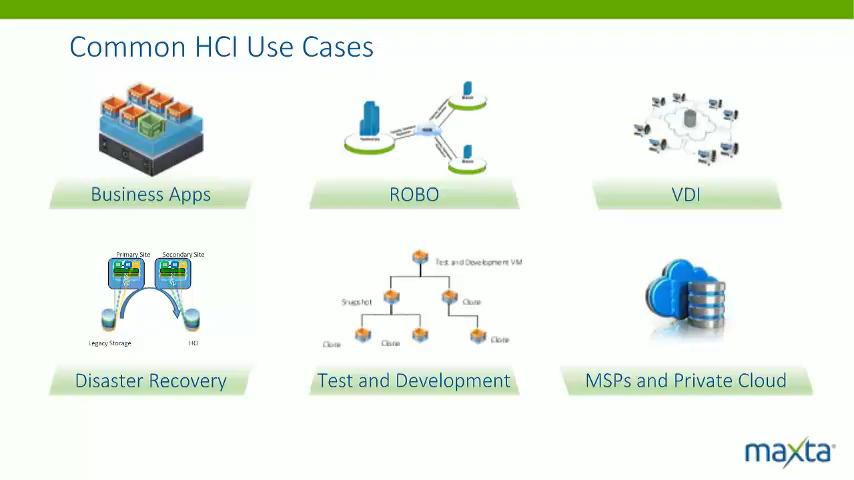 Common HCI Use Cases
Business Apps
ROBO
VDI
Primary Site
Secondary Site
Legacy Storage
HCI
Test and Development VM
Snapshot
Clone
Clone
Clone
Clone
Disaster Recovery
Test and Development
MSPs and Private Cloud
maxta